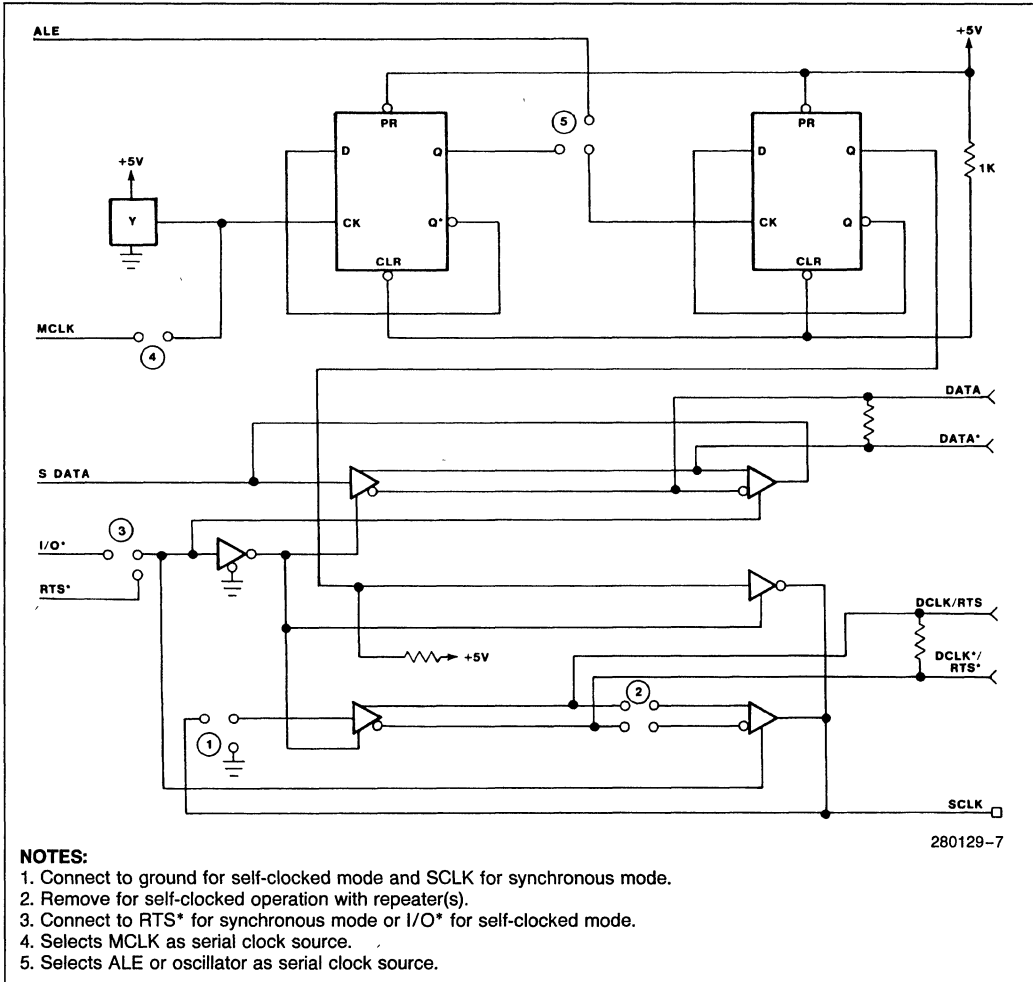 ALE
+5V
PR
PR
5
D
Q
D
Q
1K
+5V
Y
CK
Q*
CK
Q
CLR
CLR
MCLK
4
DATA
DATA*
S DATA
3
I/O*
RTS*
DCLK/RTS
+5V
DCLK*/
RTS*
2
1
SCLK
280129-7
NOTES:
1. Connect to ground for self-clocked mode and SCLK for synchronous mode.
2. Remove for self-clocked operation with repeater(s).
3. Connect to RTS* for synchronous mode or I/O* for self-clocked mode.
4. Selects MCLK as serial clock source.
5. Selects ALE or oscillator as serial clock source.